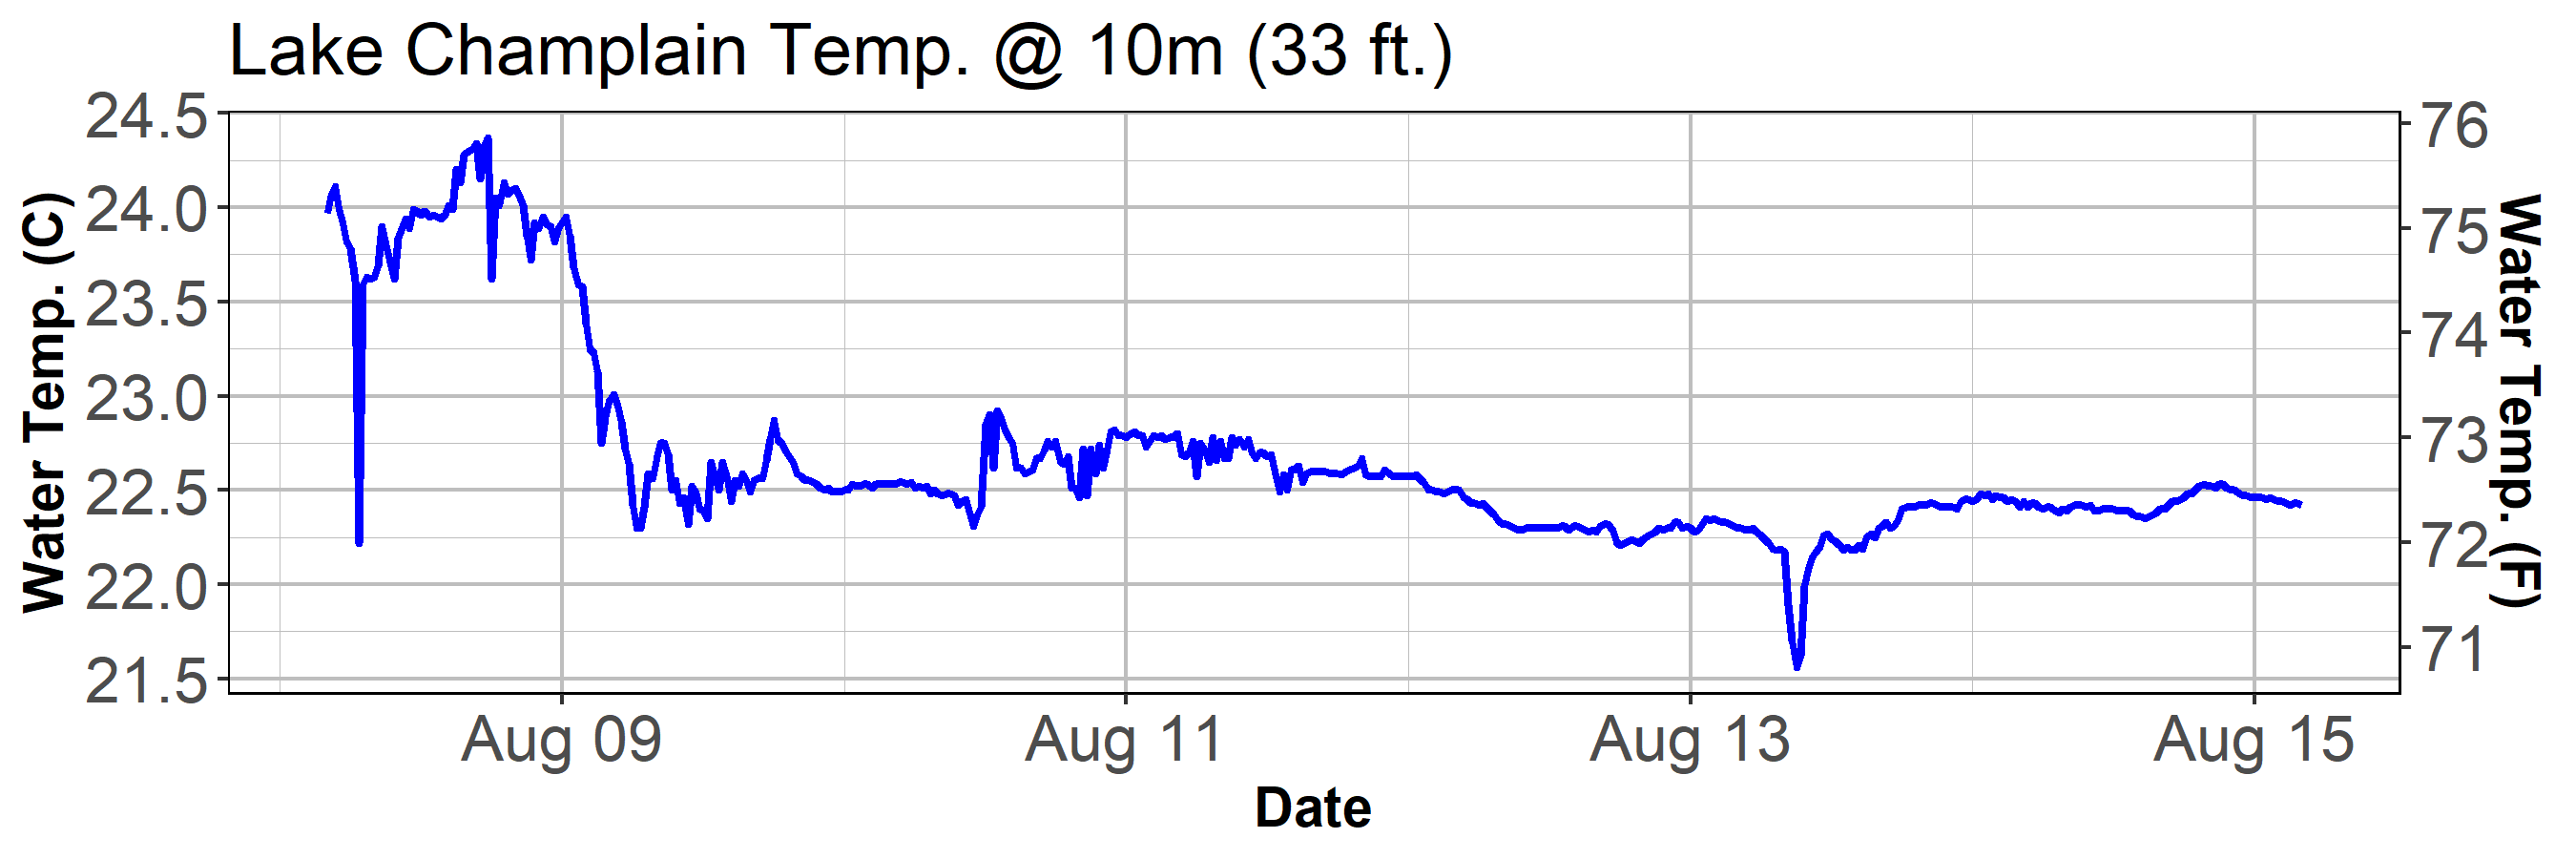 Lake Champlain Temp. @ 10m (33 ft.)
Water Temp. (C)
24.5
24.0
23.5
23.0
22.5
22.0
21.5
76
75
74
73
72
71
Water Temp. (F)
Aug 09
Aug 11
Aug 13
Aug 15
Date